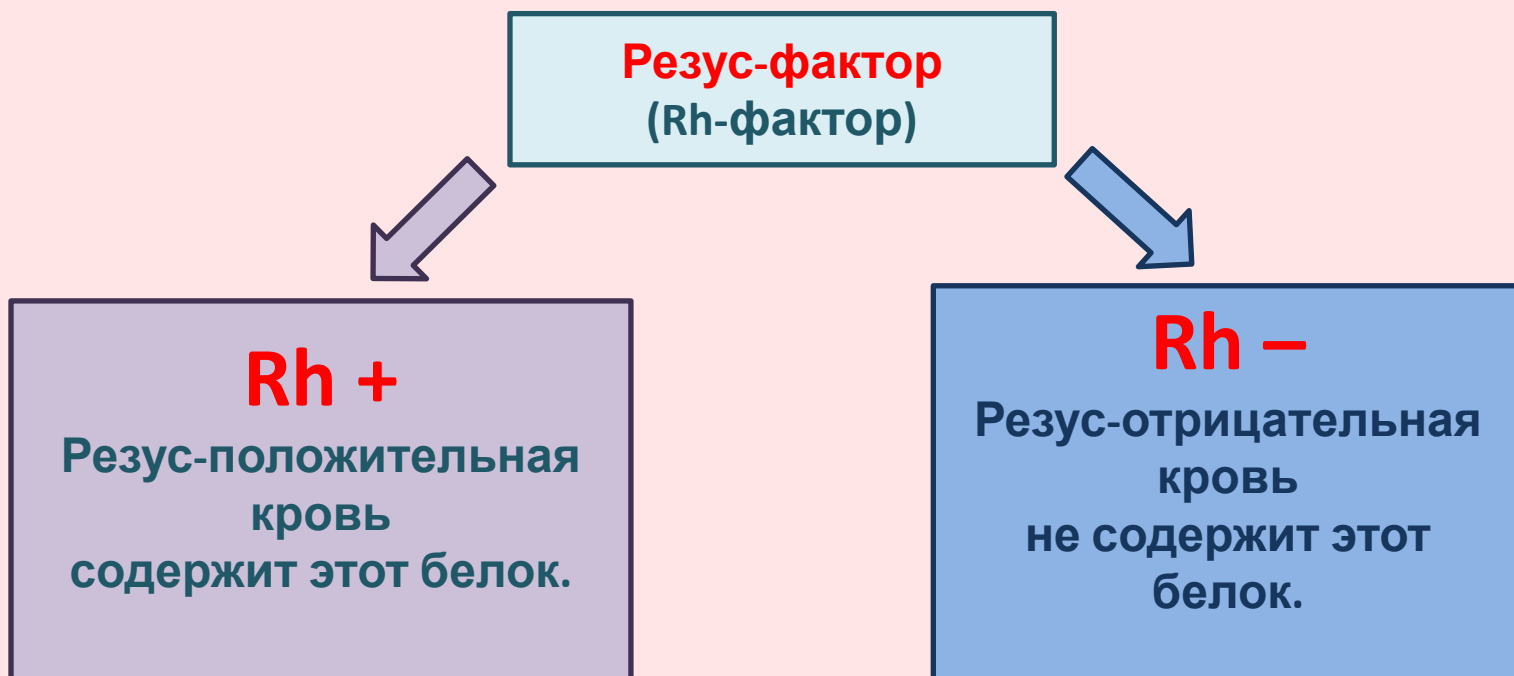 Резус-фактор
(Rh-фактор)
Rh +
Резус-положительная
кровь
содержит этот белок.
Rh –
Резус-отрицательная
кровь
не содержит этот
белок.